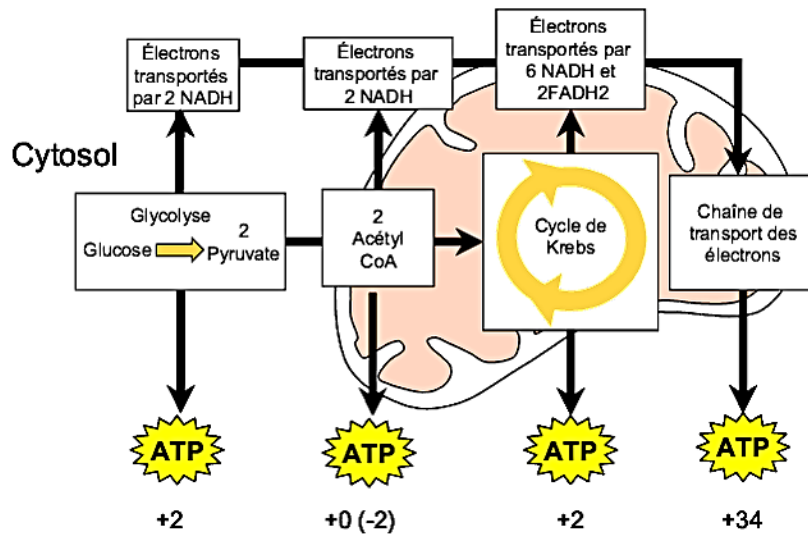 Électrons
transportés
par 2 NADH
Électrons
transportés par
2 NADH
Électrons
transportés par
6 NADH et
2FADH2
Cytosol
Glycolyse
Glucose
2
Pyruvate
2
Acétyl
CoA
Cycle de
Krebs
Chaîne de
transport des
électrons
ATP
ATP
ATP
ATP
+2
+0 (-2)
+2
+34